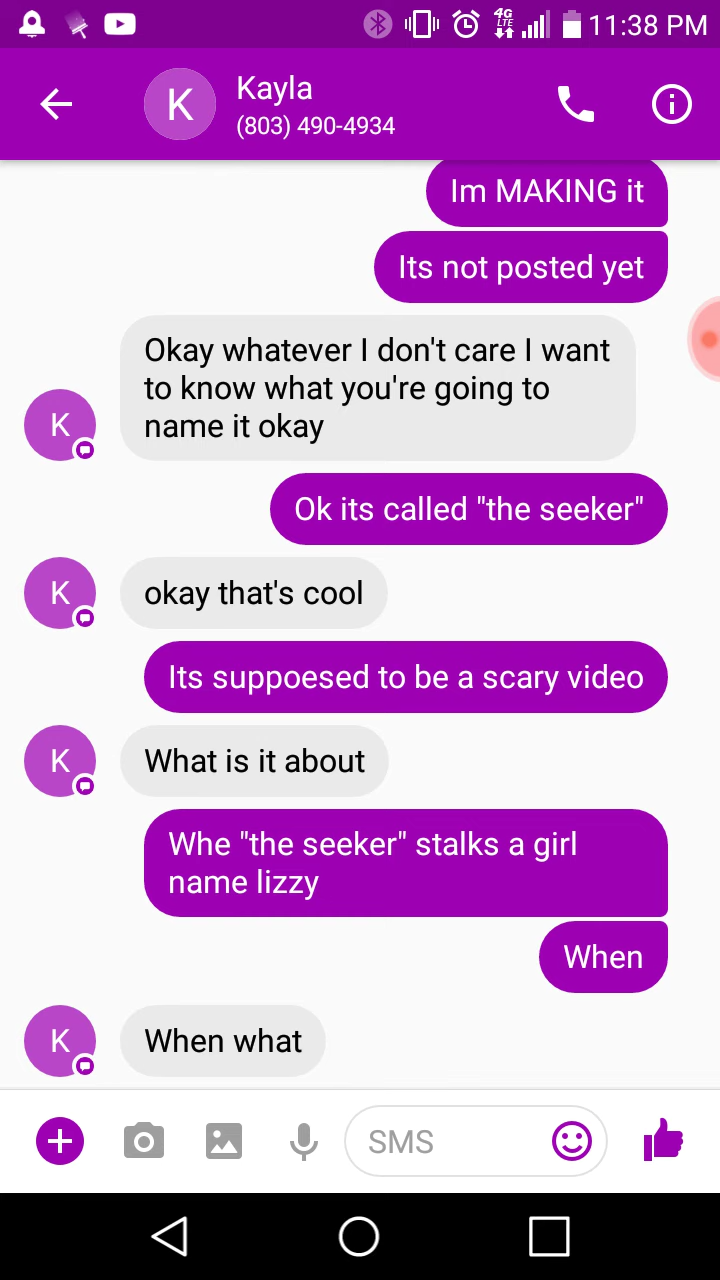 4G
LTE
11:38 PM
K
Kayla
(803) 490-4934
Im MAKING it
Its not posted yet
Okay whatever I don't care I want
to know what you're going to
name it okay
K
Ok its called "the seeker"
K
okay that's cool
Its suppoesed to be a scary video
K
What is it about
Whe "the seeker" stalks a girl
name lizzy
When
K
When what
SMS